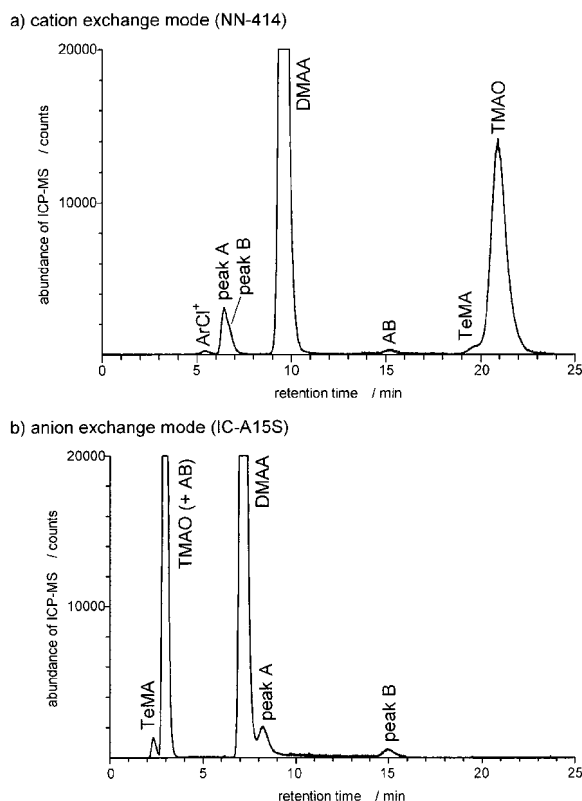 a) cation exchange mode (NN-414)
20000
10000
abundance of ICP-MS / counts
ArCl+
peak A
peak B
DMAA
AB
TeMA
TMAO
0 5 10 15 20 25
retention time / min
b) anion exchange mode (IC-A15S)
20000
10000
abundance of ICP-MS / counts
TeMA
TMAO (+ AB)
DMAA
peak A
peak B
0 5 10 15 20 25
retention time / min